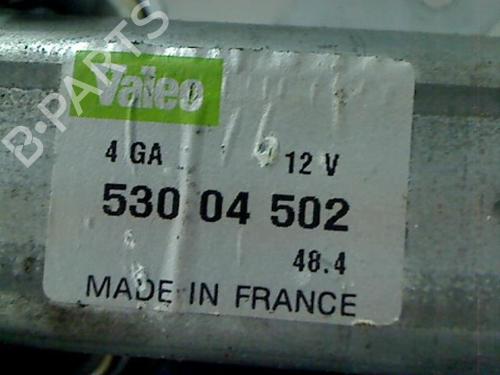 Valeo
B-PARTS
4 GA 12 V
530 04 502
48.4
MADE IN FRANCE